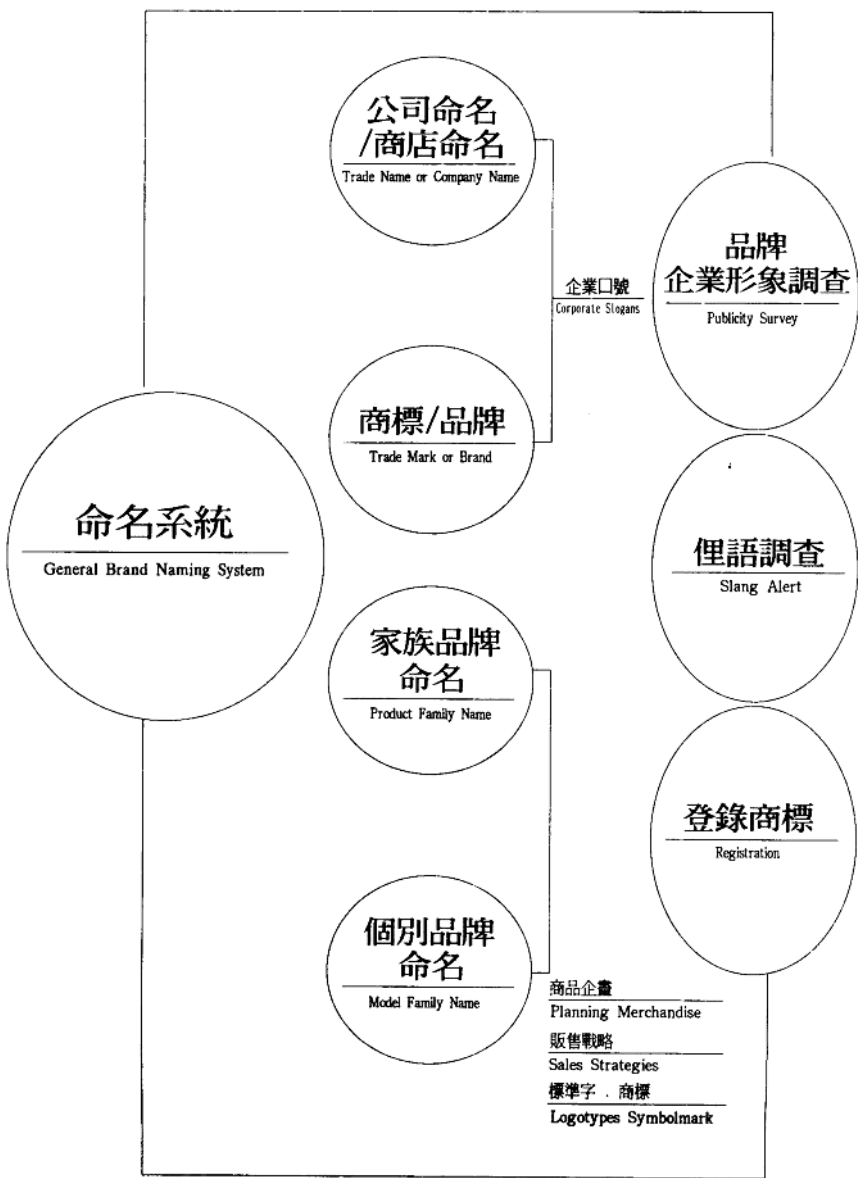 公司命名
/商店命名
Trade Name or Company Name
企業口號
Corporate Slogans
商標/品牌
Trade Mark or Brand
命名系統
General Brand Naming System
家族品牌
命名
Product Family Name
個別品牌
命名
Model Family Name
品牌
企業形象調查
Publicity Survey
俚語調查
Slang Alert
登錄商標
Registration
商品企畫
Planning Merchandise
販售戰略
Sales Strategies
標準字．商標
Logotypes Symbolmark